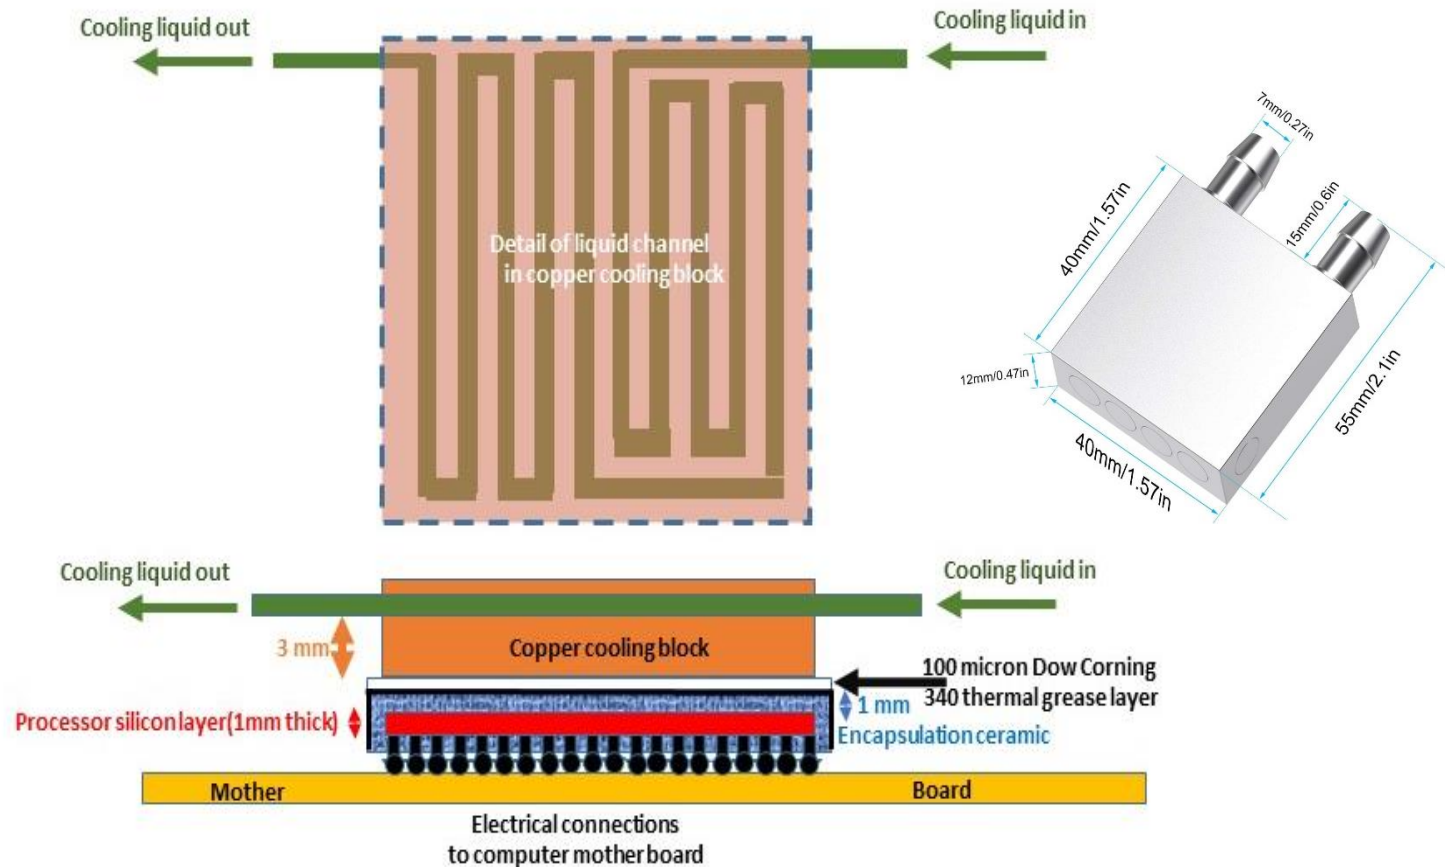 Cooling liquid out
Cooling liquid in
Detail of liquid channel
in copper cooling block
7mm/0.27in
15mm/0.6in
40mm/1.57in
12mm/0.47in
40mm/1.57in
55mm/2.1in
Cooling liquid out
Cooling liquid in
3 mm
Copper cooling block
100 micron Dow Corning
340 thermal grease layer
1 mm
Processor silicon layer(1mm thick)
Encapsulation ceramic
Mother
Board
Electrical connections
to computer motherboard